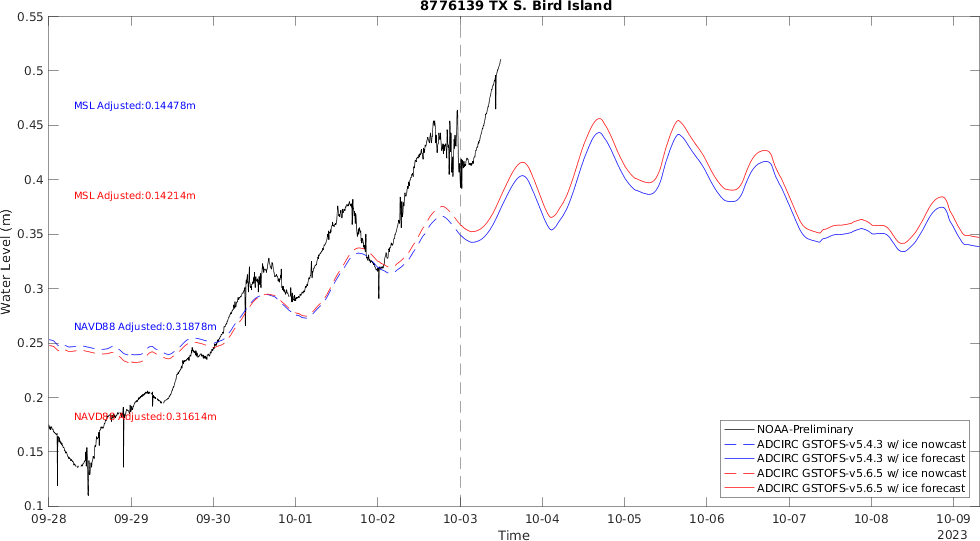 8776139 TX S. Bird Island
0.55
0.5
0.45
0.4
0.35
0.3
0.25
0.2
0.15
0.1
Water Level (m)
MSL Adjusted:0.14478m
MSL Adjusted:0.14214m
NAVD88 Adjusted:0.31878m
NAVD88 Adjusted:0.31614m
NOAA-Preliminary
ADCIRC GSTOFS-v5.4.3 w/ ice nowcast
ADCIRC GSTOFS-v5.4.3 w/ ice forecast
ADCIRC GSTOFS-v5.6.5 w/ ice nowcast
ADCIRC GSTOFS-v5.6.5 w/ ice forecast
09-28 09-29 09-30 10-01 10-02 10-03 10-04 10-05 10-06 10-07 10-08 10-09
Time 2023